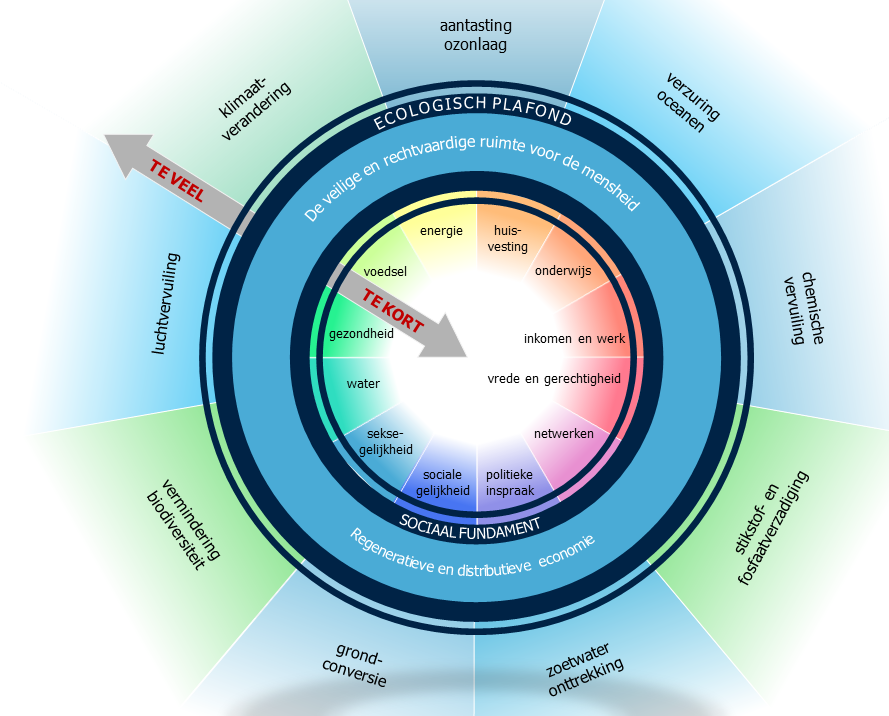 aantasting
ozonlaag
klimaat-
verandering
verzuring
oceanen
ECOLOGISCH PLAFOND
De veilige en rechtvaardige ruimte voor de mensheid
TE VEEL
luchtvervuiling
chemische
vervuiling
energie
huis-
vesting
voedsel
onderwijs
TE KORT
gezondheid
inkomen en werk
water
vrede en gerechtigheid
sekse-
gelijkheid
netwerken
sociale
gelijkheid
politieke
inspraak
SOCIAAL FUNDAMENT
Regeneratieve en distributieve economie
vermindering
biodiversiteit
stikstof- en
fosfaatverzadiging
grond-
conversie
zoetwater
onttrekking